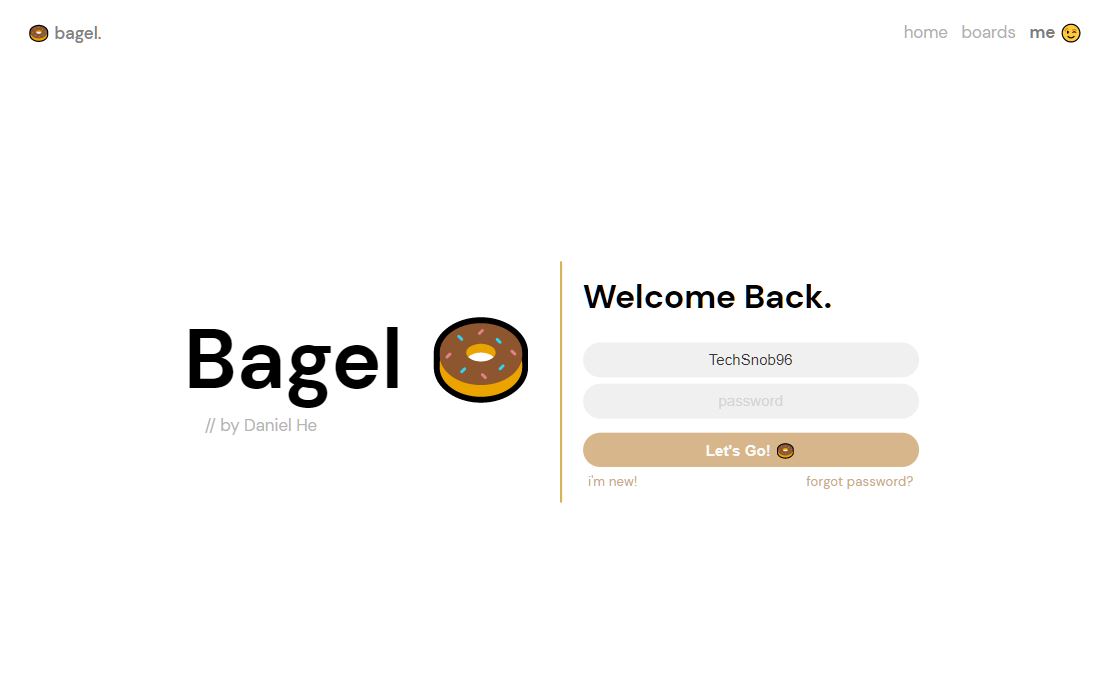 bagel.
home boards me
Bagel
// by Daniel He
Welcome Back.
TechSnob96
password
Let's Go!
i'm new! forgot password?